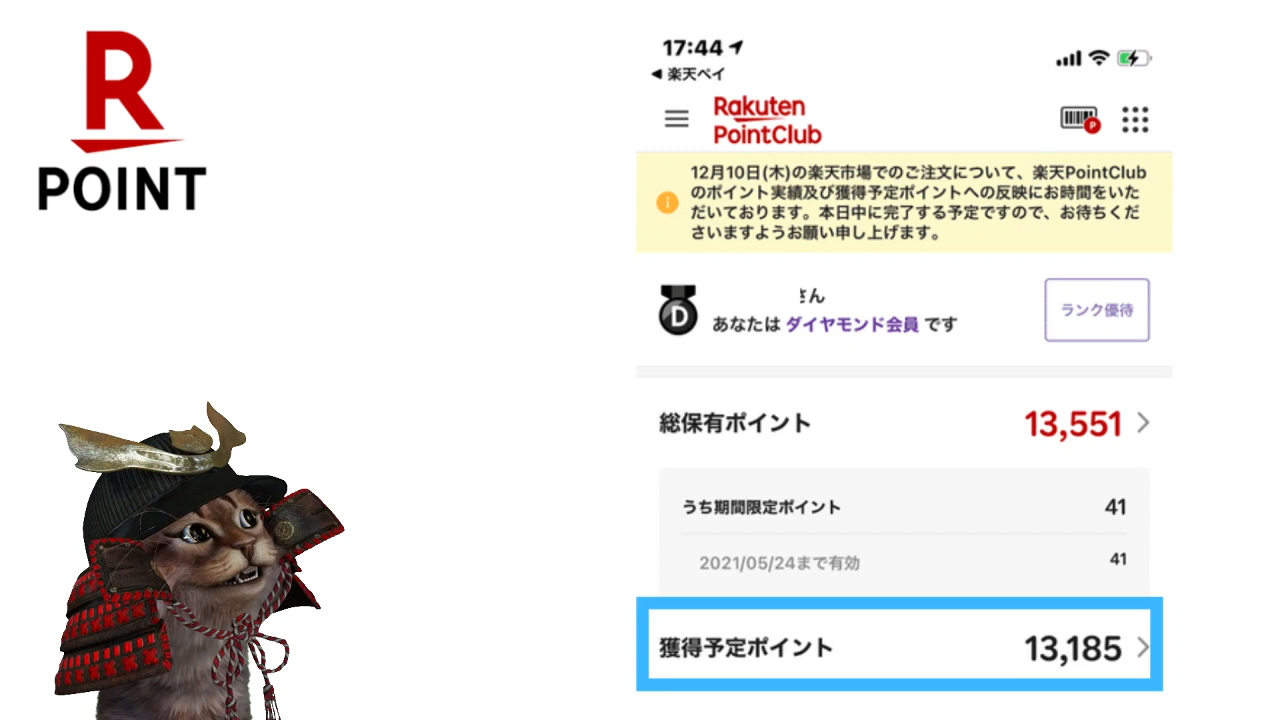 R
POINT
17:44
◀ 楽天ペイ
Rakuten
PointClub
P
12月10日(木)の楽天市場でのご注文について、楽天PointClub
のポイント実績及び獲得予定ポイントへの反映にお時間をいた
だいております。本日中に完了する予定ですので、お待ちくだ
さいますようお願い申し上げます。
D
さん
あなたは ダイヤモンド会員 です
ランク優待
総保有ポイント 13,551
うち期間限定ポイント 41
2021/05/24まで有効 41
獲得予定ポイント 13,185